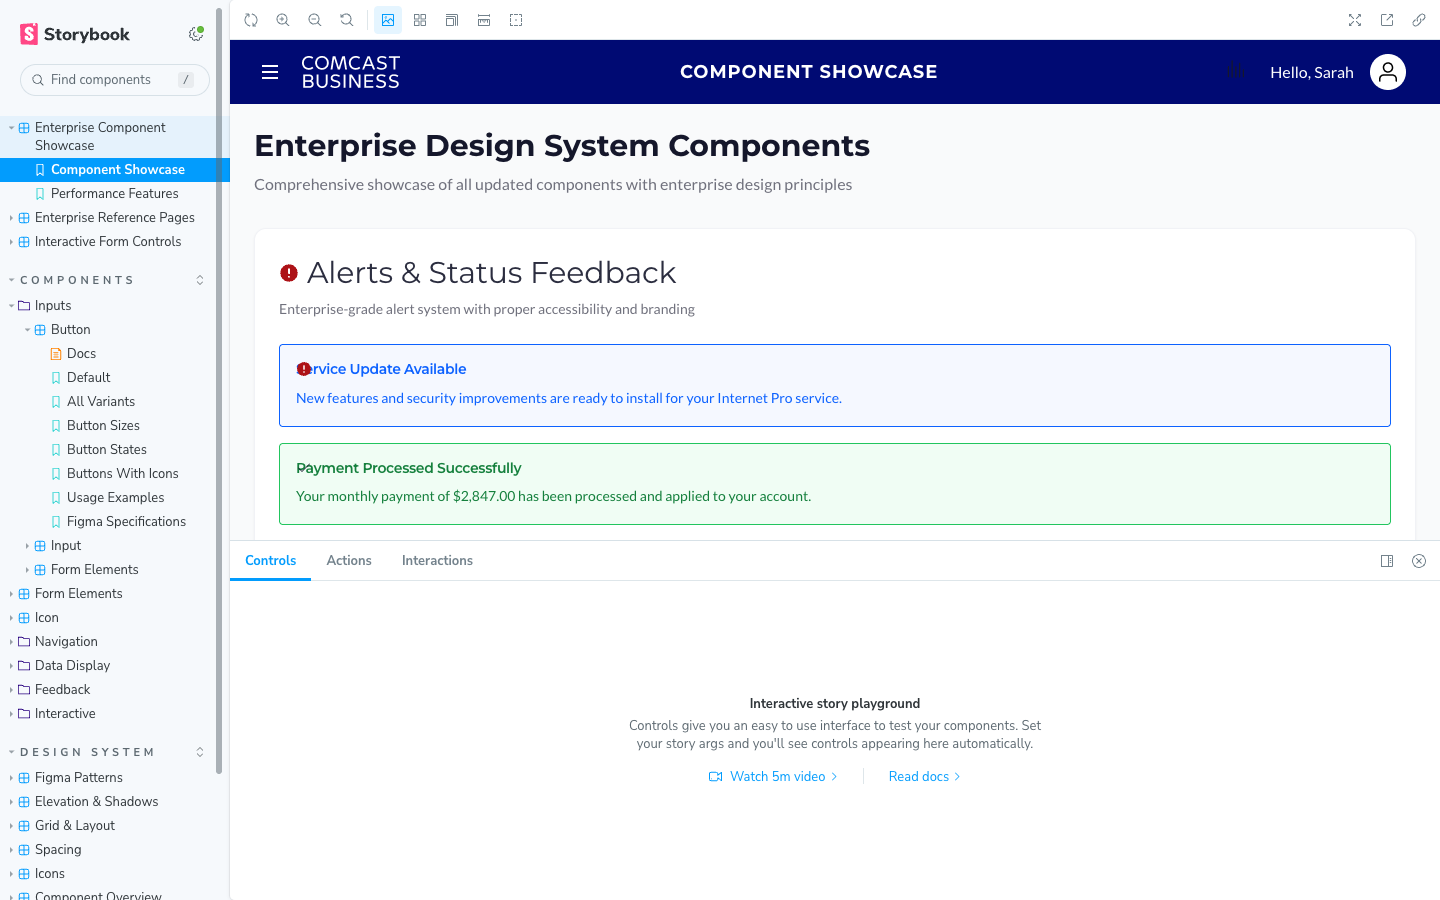 Storybook
Find components
/
Enterprise Component
Showcase
Component Showcase
Performance Features
Enterprise Reference Pages
Interactive Form Controls
COMPONENTS
Inputs
Button
Docs
Default
All Variants
Button Sizes
Button States
Buttons With Icons
Usage Examples
Figma Specifications
Input
Form Elements
Form Elements
Icon
Navigation
Data Display
Feedback
Interactive
DESIGN SYSTEM
Figma Patterns
Elevation & Shadows
Grid & Layout
Spacing
Icons
Component Overview
COMCAST
BUSINESS
COMPONENT SHOWCASE
Hello, Sarah
Enterprise Design System Components
Comprehensive showcase of all updated components with enterprise design principles
Alerts & Status Feedback
Enterprise-grade alert system with proper accessibility and branding
Service Update Available
New features and security improvements are ready to install for your Internet Pro service.
Payment Processed Successfully
Your monthly payment of $2,847.00 has been processed and applied to your account.
Controls
Actions
Interactions
Interactive story playground
Controls give you an easy to use interface to test your components. Set
your story args and you'll see controls appearing here automatically.
Watch 5m video
Read docs